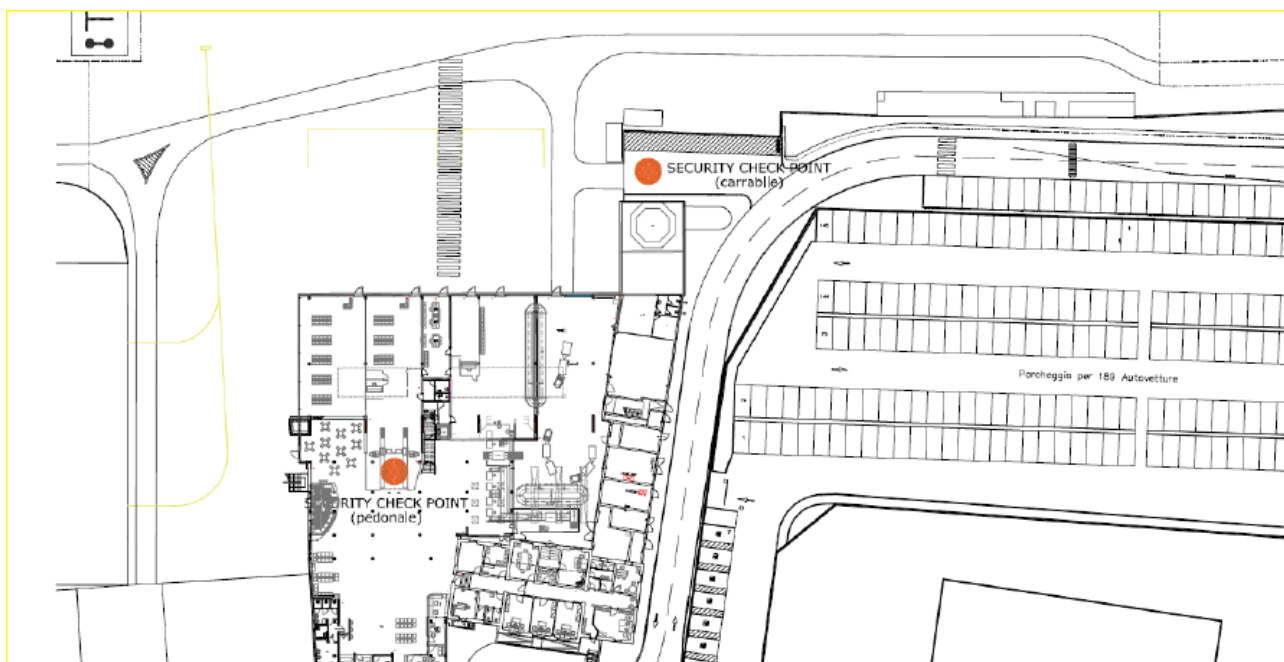 SECURITY CHECK POINT
(carrabile)
Parcheggio per 189 Autovetture
SECURITY CHECK POINT
(pedonale)